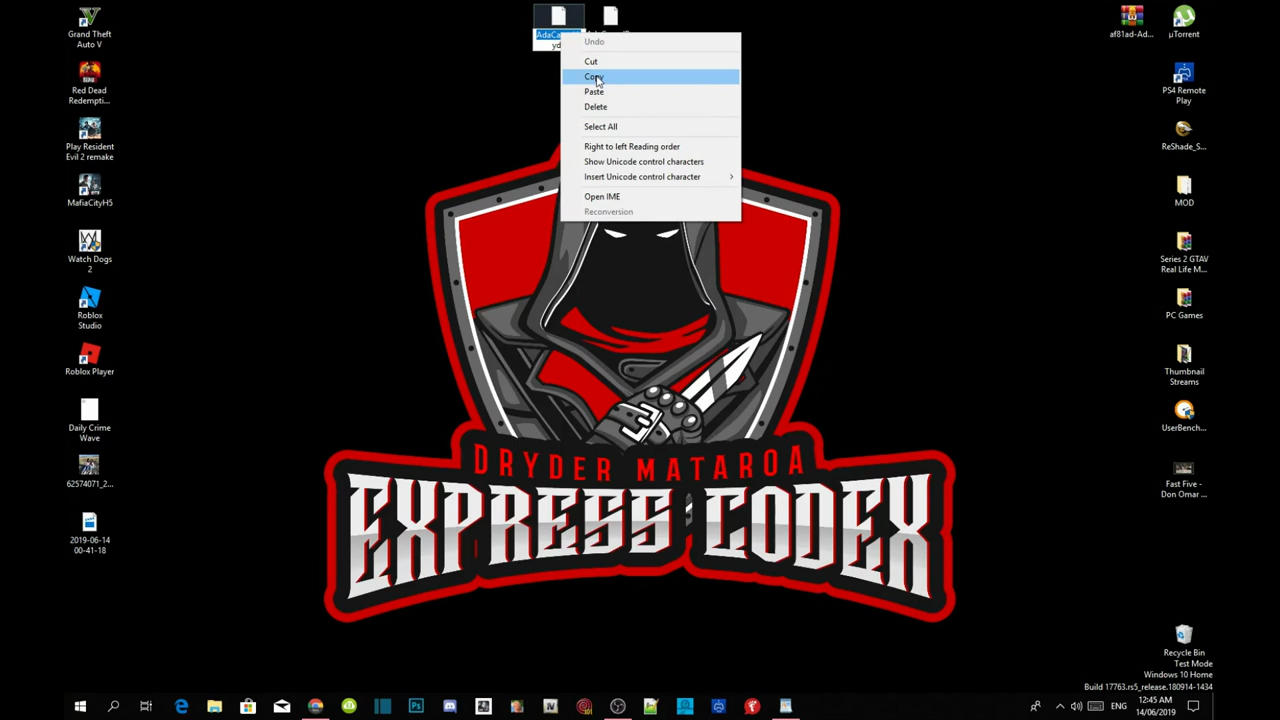 Grand Theft
Auto V
Red Dead
Redemptio...
Play Resident
Evil 2 remake
MafiaCityH5
Watch Dogs
2
Roblox
Studio
Roblox Player
Daily Crime
Wave
62574071_2...
2019-06-14
00-41-18
Undo
Cut
Copy
Paste
Delete
Select All
Right to left Reading order
Show Unicode control characters
Insert Unicode control character
Open IME
Reconversion
DRYDER MATAROA
EXPRESS CODEX
af81ad-Ad...
µTorrent
PS4 Remote
Play
ReShade_S...
MOD
Series 2 GTAV
Real Life M...
PC Games
Thumbnail
Streams
UserBench...
Fast Five -
Don Omar ...
Recycle Bin
Test Mode
Windows 10 Home
Build 17763.rs5_release.180914-1434
12:45 AM
14/06/2019